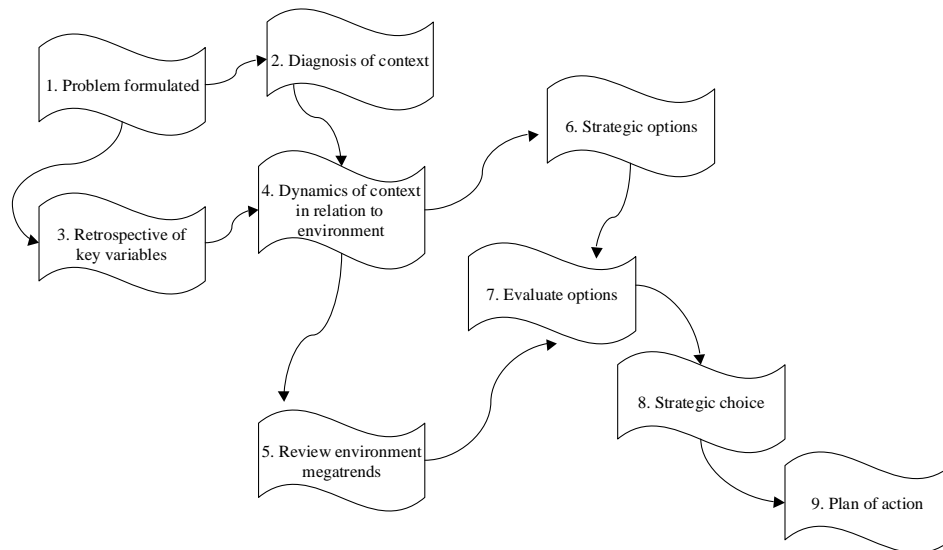 1. Problem formulated
2. Diagnosis of context
3. Retrospective of
key variables
4. Dynamics of context
in relation to
environment
5. Review environment
megatrends
6. Strategic options
7. Evaluate options
8. Strategic choice
9. Plan of action